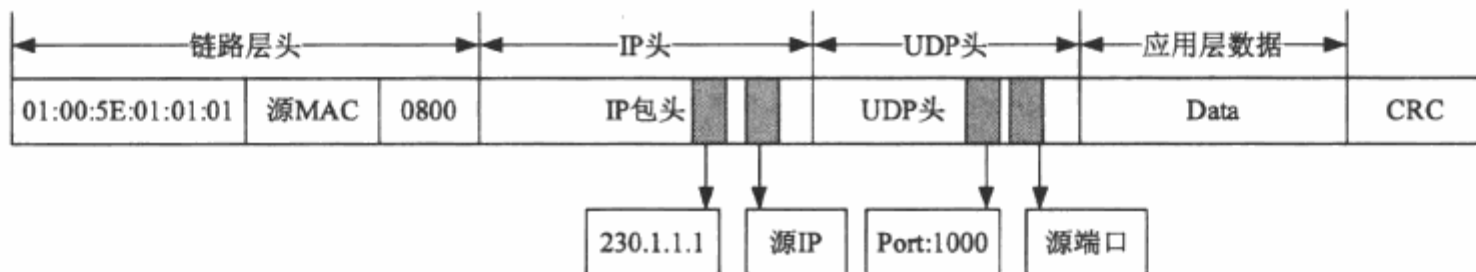 链路层头 IP头 UDP头 应用层数据
01:00:5E:01:01:01 源MAC 0800 IP包头 UDP头 Data CRC
230.1.1.1 源IP Port:1000 源端口